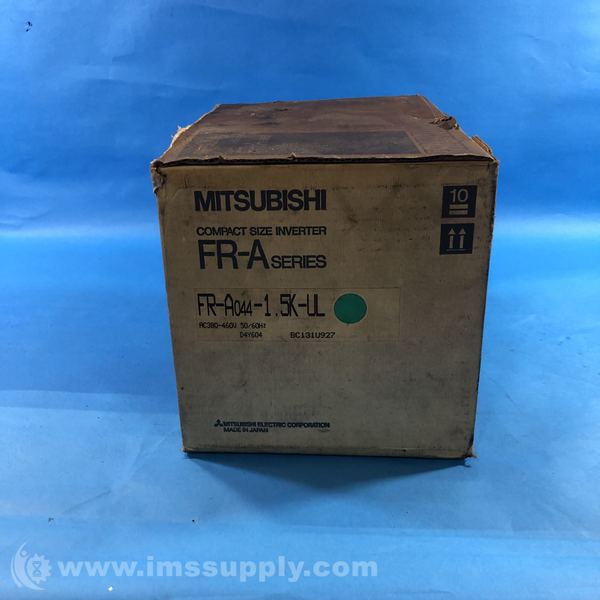 MITSUBISHI
10
COMPACT SIZE INVERTER
FR-A SERIES
FR-A044-1.5K-UL
AC380-460V 50/60Hz
D4Y604 BC131U927
MITSUBISHI ELECTRIC CORPORATION
MADE IN JAPAN
www.imssupply.com